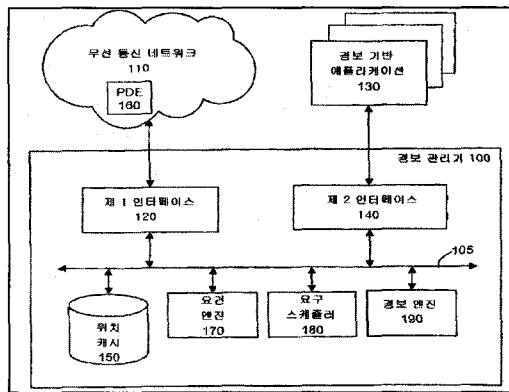 무선 통신 네트워크
110
PDE
160
경보 기반
애플리케이션
130
경보 관리기 100
제 1 인터페이스
120
제 2 인터페이스
140
105
위치
캐시
150
요건
엔진
170
요구
스케쥴러
180
경보 엔진
190